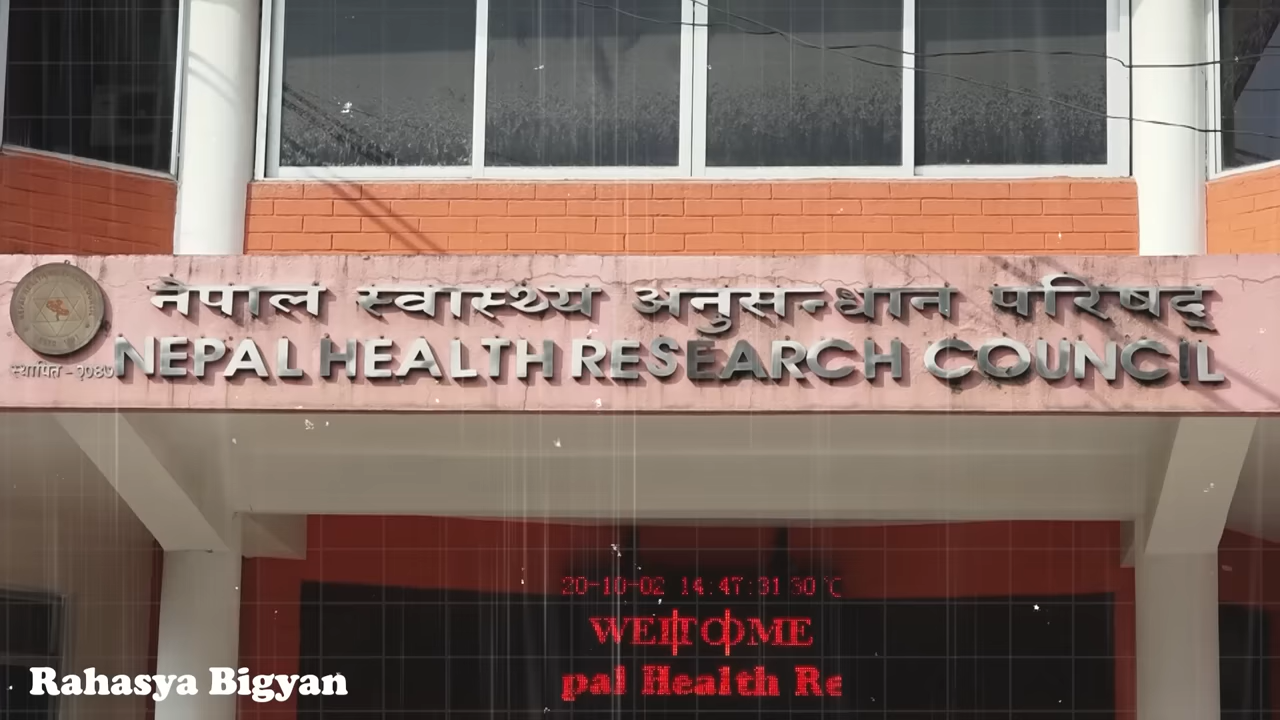 नेपाल स्वास्थ्य अनुसन्धान परिषद्
NEPAL HEALTH RESEARCH COUNCIL
स्थापित - २०४७
20-10-02 14:47:31 30℃
pal Health Re
Rahasya Bigyan